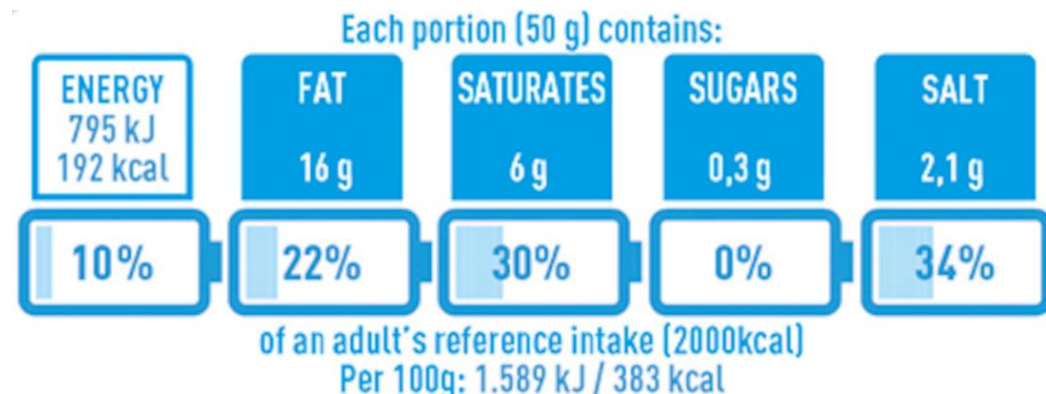 Each portion (50 g) contains:
ENERGY
795 kJ
192 kcal
10%
FAT
16 g
22%
SATURATES
6 g
30%
SUGARS
0,3 g
0%
SALT
2,1 g
34%
of an adult's reference intake (2000kcal)
Per 100g: 1.589 kJ / 383 kcal